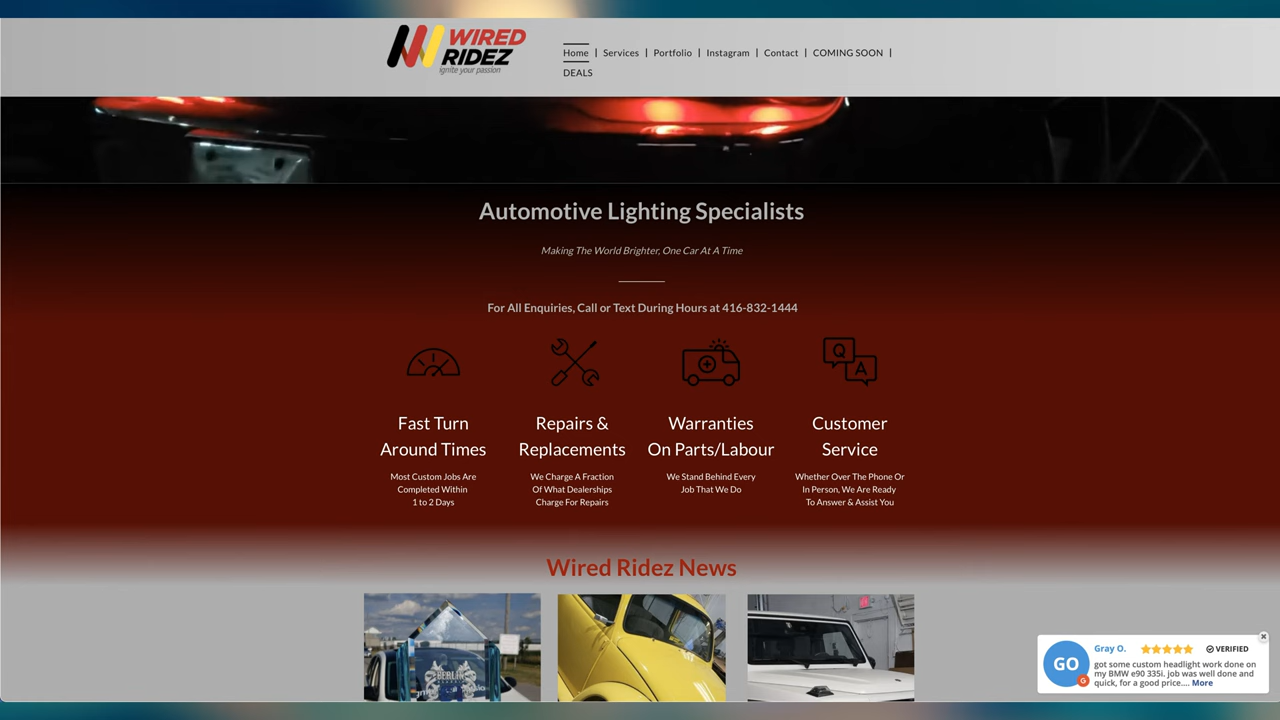 WIRED
RIDEZ
ignite your passion
Home | Services | Portfolio | Instagram | Contact | COMING SOON |
DEALS
Automotive Lighting Specialists
Making The World Brighter, One Car At A Time
For All Enquiries, Call or Text During Hours at 416-832-1444
Q
A
Fast Turn
Around Times
Most Custom Jobs Are
Completed Within
1 to 2 Days
Repairs &
Replacements
We Charge A Fraction
Of What Dealerships
Charge For Repairs
Warranties
On Parts/Labour
We Stand Behind Every
Job That We Do
Customer
Service
Whether Over The Phone Or
In Person, We Are Ready
To Answer & Assist You
Wired Ridez News
BERLIN
GO
G
Gray O.
VERIFIED
got some custom headlight work done on
my BMW e90 335i. job was well done and
quick, for a good price.... More